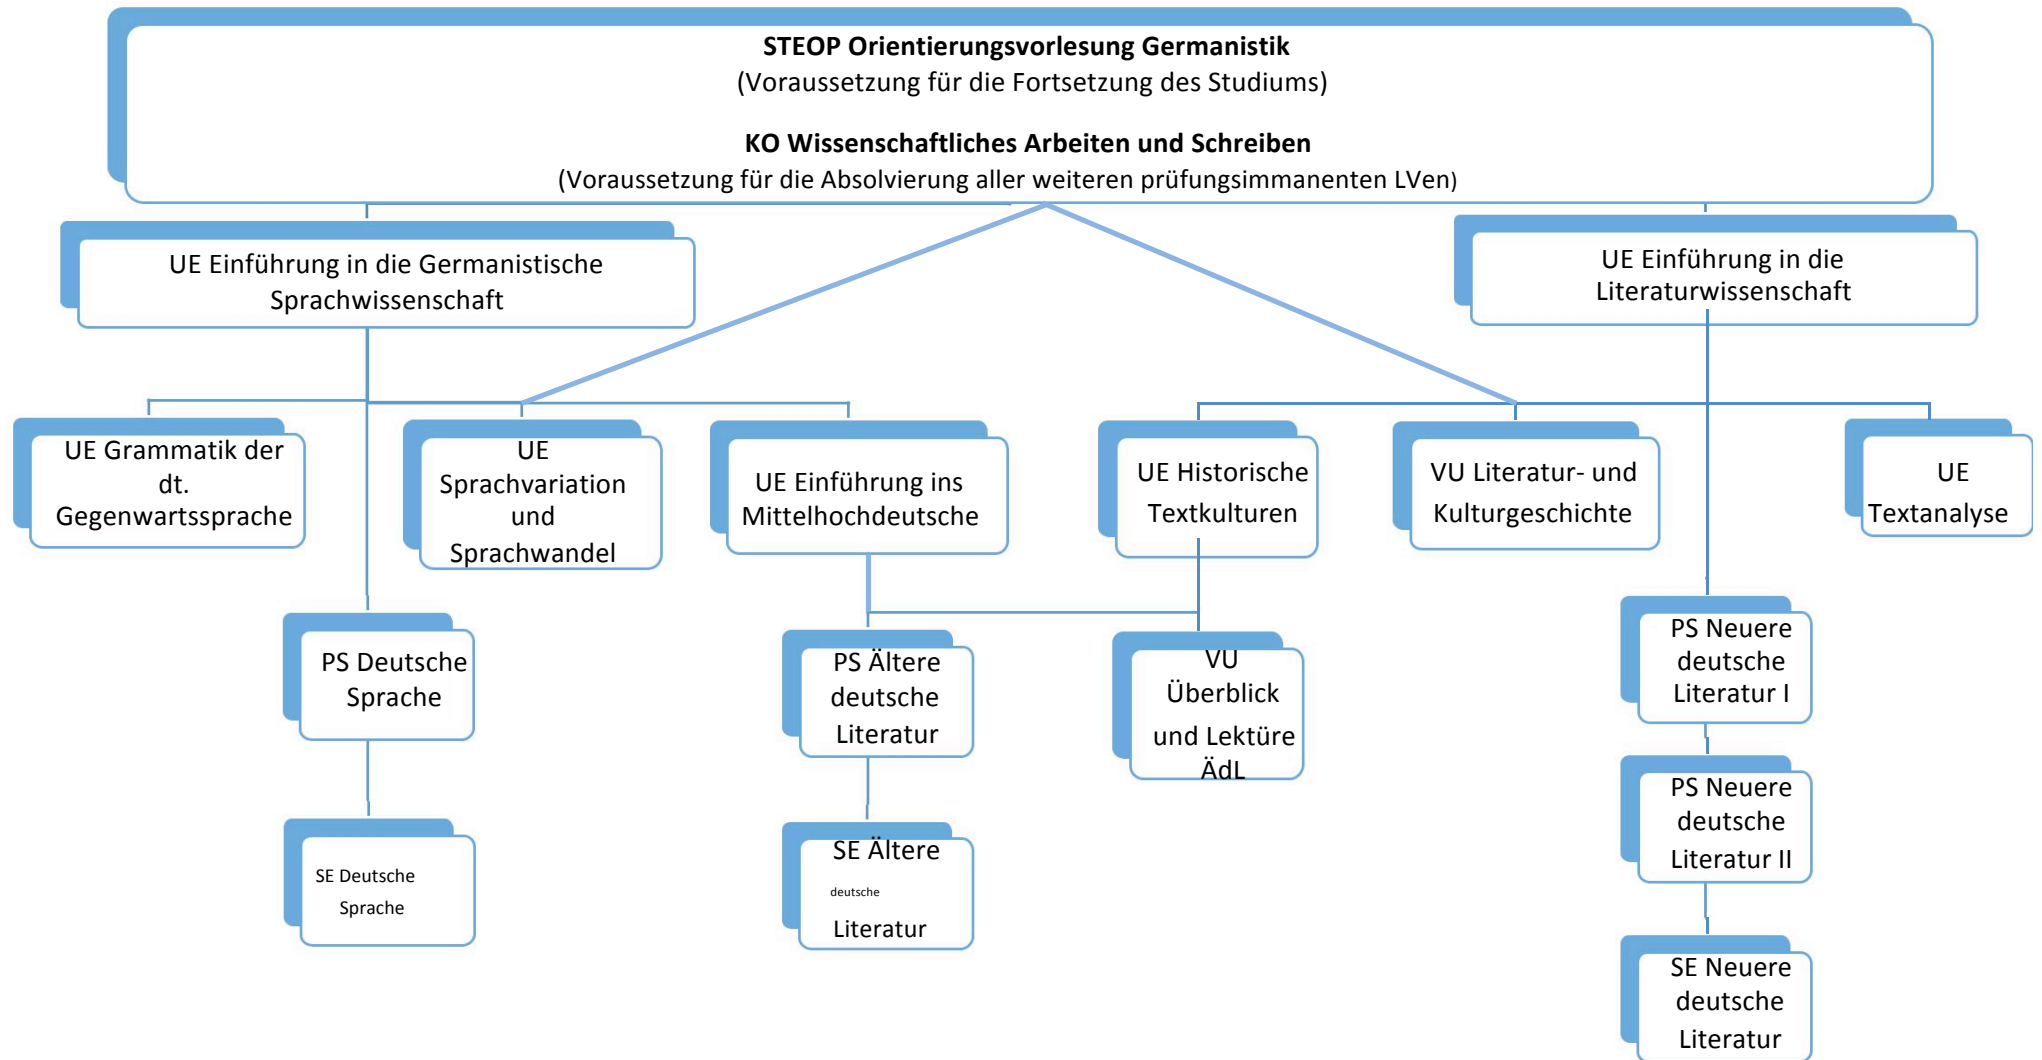 STEOP Orientierungsvorlesung Germanistik
(Voraussetzung für die Fortsetzung des Studiums)
KO Wissenschaftliches Arbeiten und Schreiben
(Voraussetzung für die Absolvierung aller weiteren prüfungsimmanenten LVen)
UE Einführung in die Germanistische
Sprachwissenschaft
UE Einführung in die
Literaturwissenschaft
UE Grammatik der
dt.
Gegenwartssprache
UE
Sprachvariation
und
Sprachwandel
UE Einführung ins
Mittelhochdeutsche
UE Historische
Textkulturen
VU Literatur- und
Kulturgeschichte
UE
Textanalyse
PS Deutsche
Sprache
PS Ältere
deutsche
Literatur
VU
Überblick
und Lektüre
ÄdL
PS Neuere
deutsche
Literatur I
PS Neuere
deutsche
Literatur II
SE Deutsche
Sprache
SE Ältere
deutsche
Literatur
SE Neuere
deutsche
Literatur